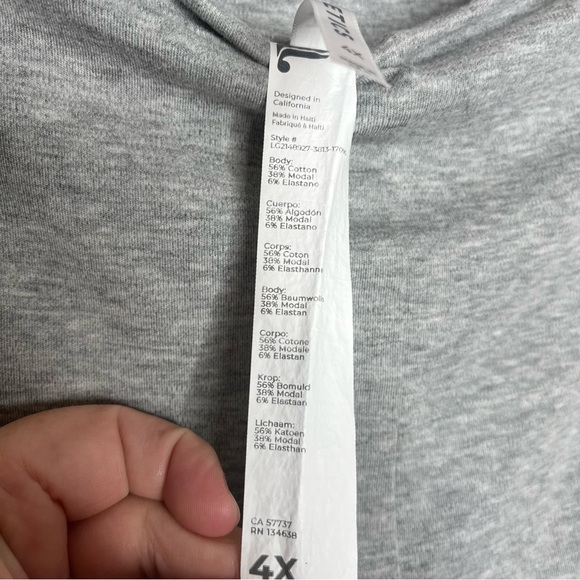 Designed in
California
Made in Haiti
Fabriqué à Haïti
Style #
Body:
56% Cotton
38% Modal
6% Elastane
Cuerpo:
56% Algodón
38% Modal
6% Elastano
Corps:
56% Coton
38% Modal
6% Elasthanne
Body:
56% Baumwolle
38% Modal
6% Elastan
Corpo:
56% Cotone
38% Modale
6% Elastan
Krop:
56% Bomuld
38% Modal
6% Elastaan
Lichaam:
56% Katoen
38% Modal
6% Elasthan
CA 57737
RN 134638
4X